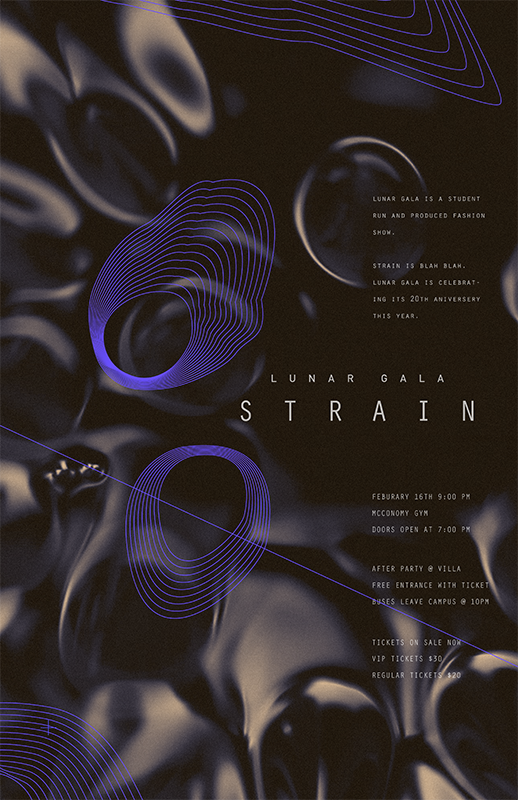 LUNAR GALA IS A STUDENT
RUN AND PRODUCED FASHION
SHOW.
STRAIN IS BLAH BLAH.
LUNAR GALA IS CELEBRAT-
ING ITS 20TH ANIVERSERY
THIS YEAR.
LUNAR GALA
STRAIN
FEBURARY 16TH 9:00 PM
MCCONOMY GYM
DOORS OPEN AT 7:00 PM
AFTER PARTY @ VILLA
FREE ENTRANCE WITH TICKET
BUSES LEAVE CAMPUS @ 10PM
TICKETS ON SALE NOW
VIP TICKETS $30
REGULAR TICKETS $20